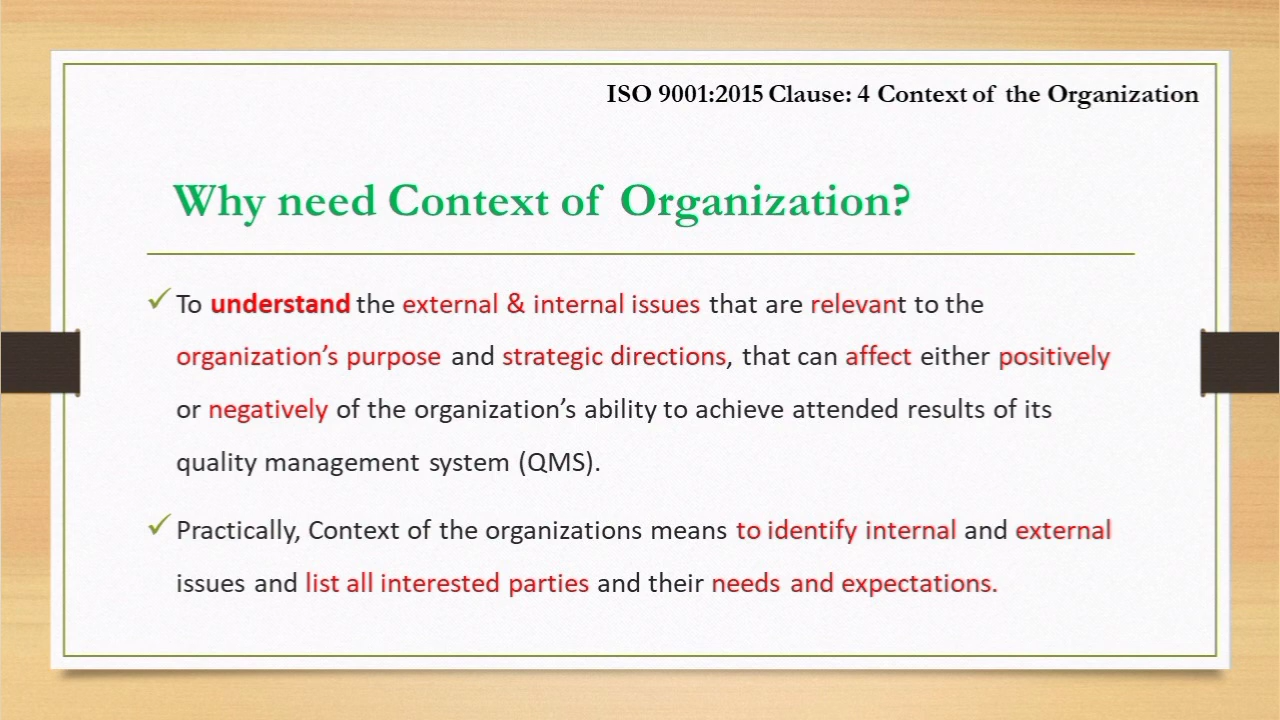 ISO 9001:2015 Clause: 4 Context of the Organization
Why need Context of Organization?
✓ To understand the external & internal issues that are relevant to the
organization’s purpose and strategic directions, that can affect either positively
or negatively of the organization’s ability to achieve attended results of its
quality management system (QMS).
✓ Practically, Context of the organizations means to identify internal and external
issues and list all interested parties and their needs and expectations.